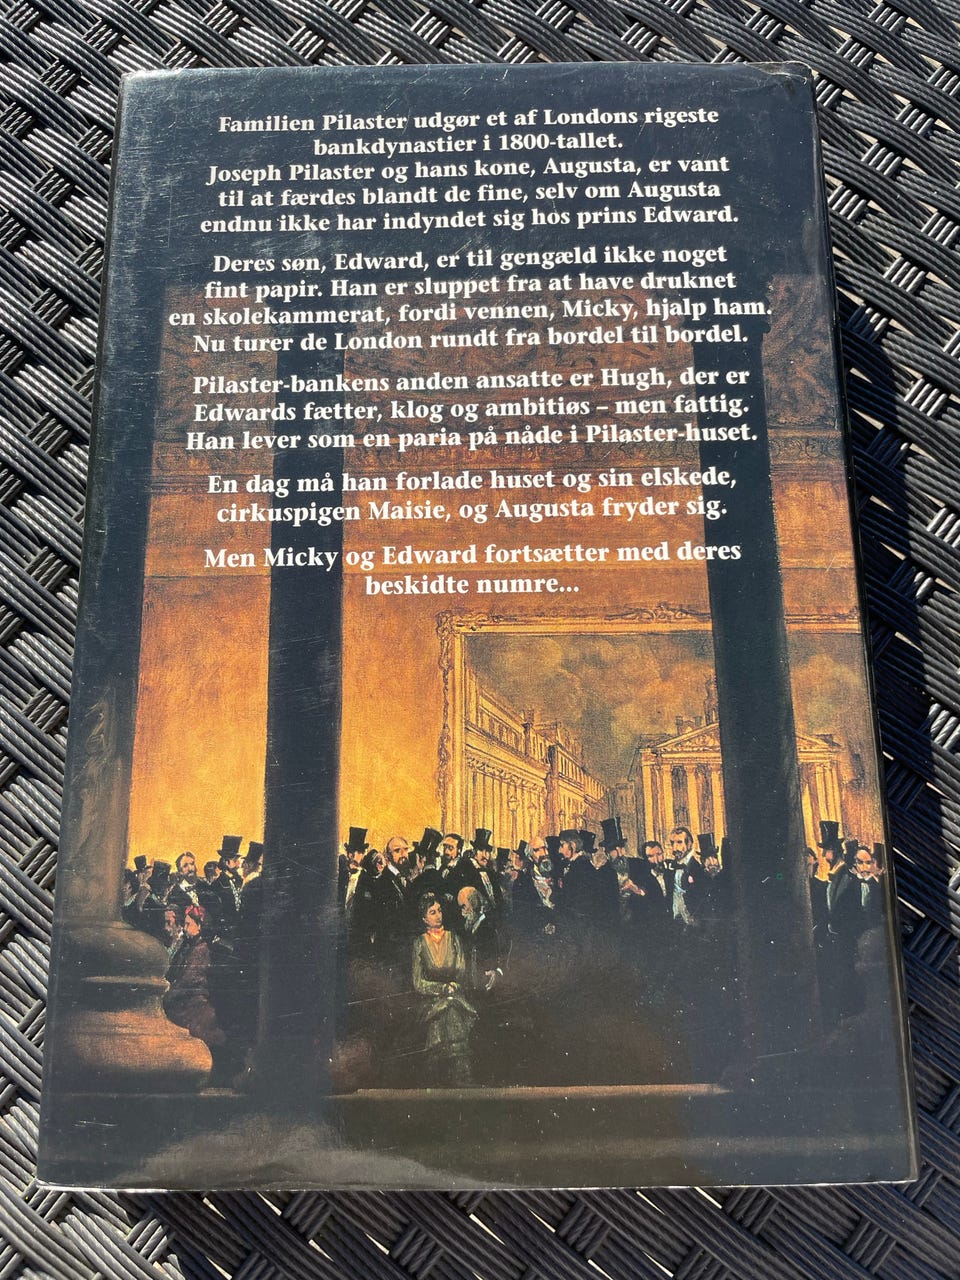 Familien Pilaster udgør et af Londons rigeste
bankdynastier i 1800-tallet.
Joseph Pilaster og hans kone, Augusta, er vant
til at færdes blandt de fine, selv om Augusta
endnu ikke har indyndet sig hos prins Edward.
Deres søn, Edward, er til gengæld ikke noget
fint papir. Han er sluppet fra at have druknet
en skolekammerat, fordi vennen, Micky, hjalp ham.
Nu turer de London rundt fra bordel til bordel.
Pilaster-bankens anden ansatte er Hugh, der er
Edwards fætter, klog og ambitiøs – men fattig.
Han lever som en paria på nåde i Pilaster-huset.
En dag må han forlade huset og sin elskede,
cirkuspigen Maisie, og Augusta fryder sig.
Men Micky og Edward fortsætter med deres
beskidte numre...